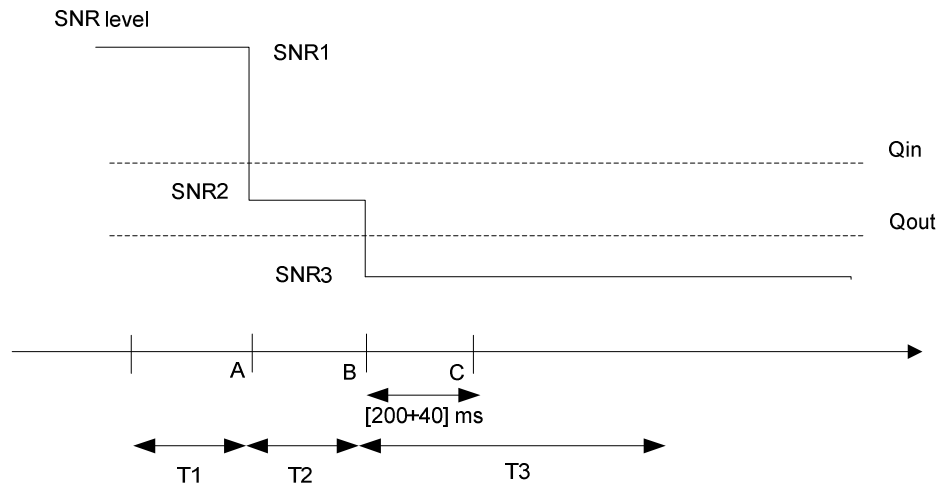 SNR level
SNR1
Qin
SNR2
Qout
SNR3
A
B
C
[200+40] ms
T1
T2
T3